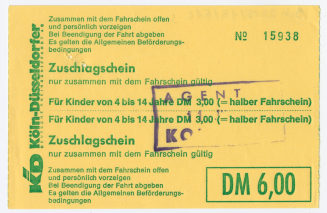 KD Köln-Düsseldorfer
Zusammen mit dem Fahrschein offen
und persönlich vorzeigen
Bei Beendigung der Fahrt abgeben
Es gelten die Allgemeinen Beförderungs-
bedingungen
№ 15938
Zuschlagschein
nur zusammen mit dem Fahrschein gültig
Für Kinder von 4 bis 14 Jahre DM 3,00 (= halber Fahrschein)
Für Kinder von 4 bis 14 Jahre DM 3,00 (= halber Fahrschein)
AGENT
KO
Zuschlagschein
nur zusammen mit dem Fahrschein gültig
Zusammen mit dem Fahrschein offen
und persönlich vorzeigen
Bei Beendigung der Fahrt abgeben
Es gelten die Allgemeinen Beförderungs-
bedingungen
DM 6,00